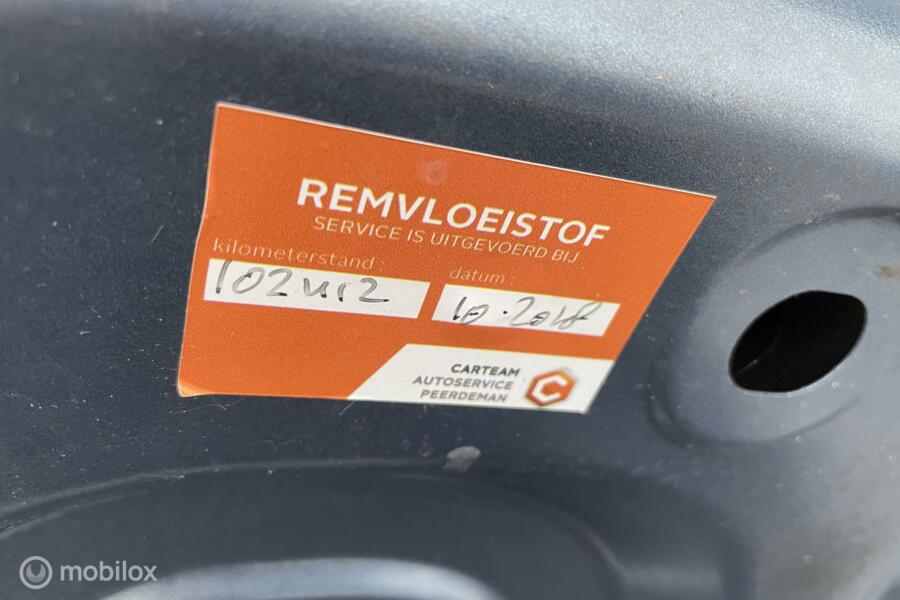 REMVLOEISTOF
SERVICE IS UITGEVOERD BIJ
kilometerstand :
datum :
102412
10.2018
CARTEAM
AUTOSERVICE
PEERDEMAN
mobilox